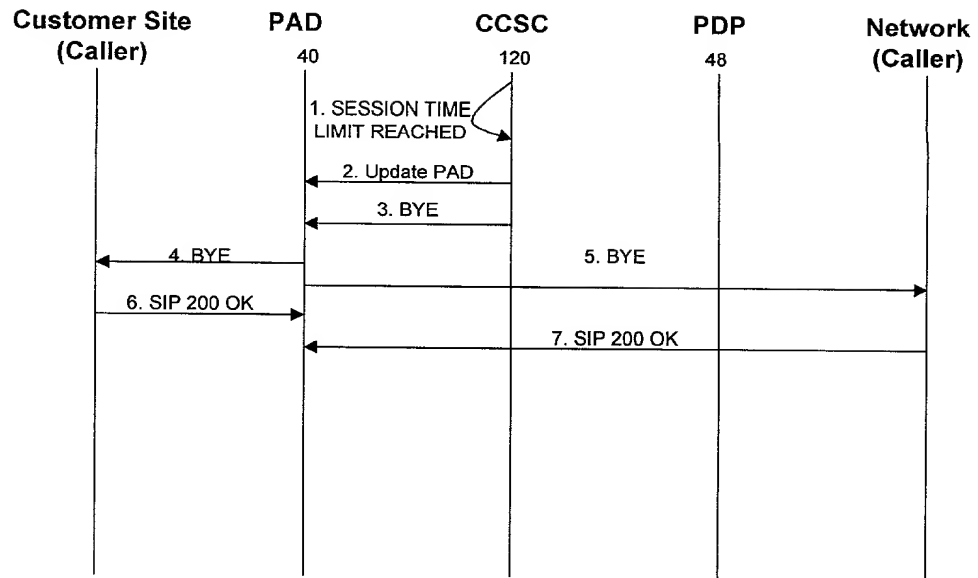 Customer Site
(Caller)
PAD
40
CCSC
120
PDP
48
Network
(Caller)
1. SESSION TIME
LIMIT REACHED
2. Update PAD
3. BYE
4. BYE
5. BYE
6. SIP 200 OK
7. SIP 200 OK